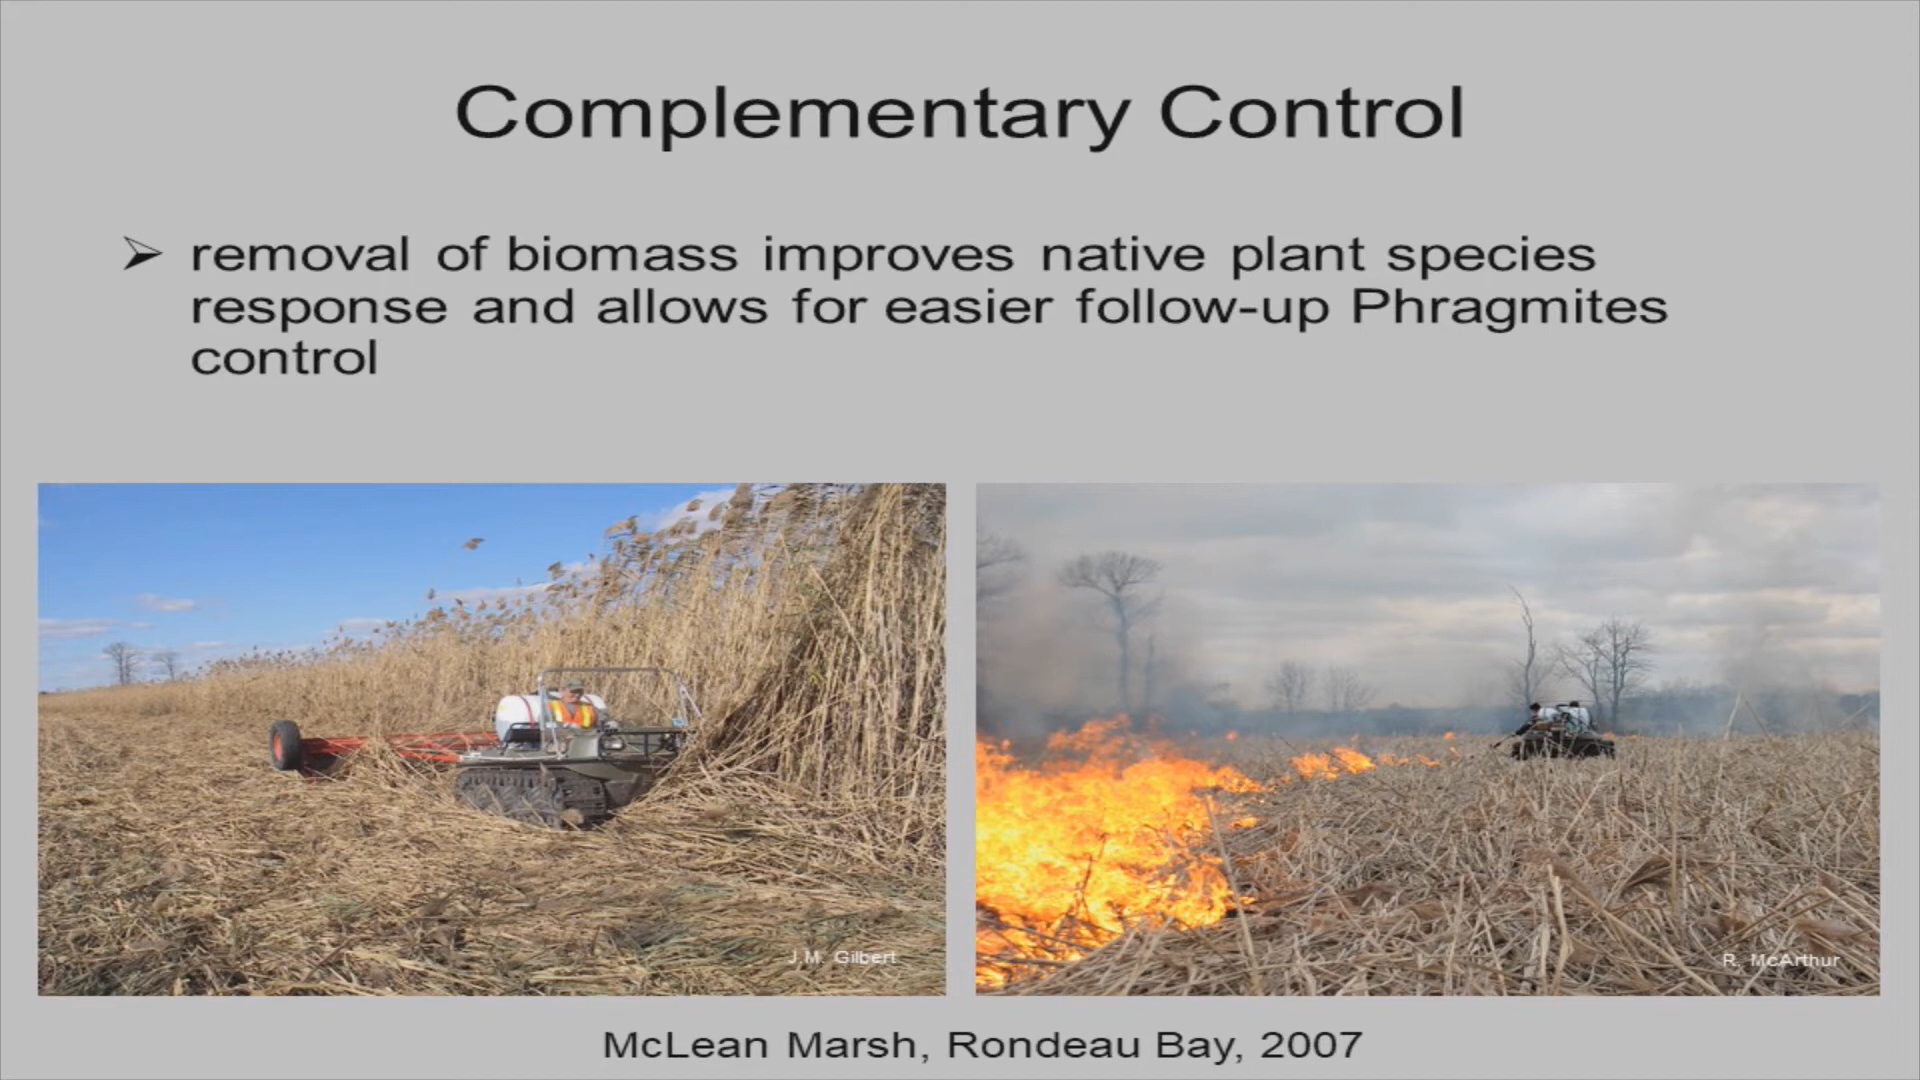 Complementary Control
removal of biomass improves native plant species
response and allows for easier follow-up Phragmites
control
J.M. Gilbert
R. McArthur
McLean Marsh, Rondeau Bay, 2007